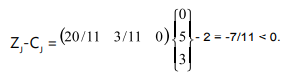 Zⱼ-Cⱼ = (20/11 3/11 0) {0 5 3} - 2 = -7/11 < 0.